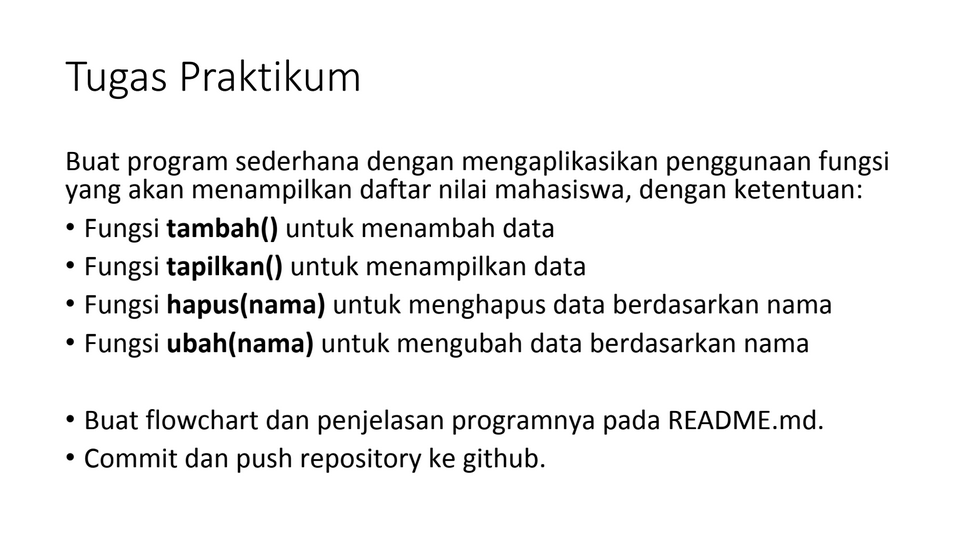 Tugas Praktikum
Buat program sederhana dengan mengaplikasikan penggunaan fungsi
yang akan menampilkan daftar nilai mahasiswa, dengan ketentuan:
• Fungsi tambah() untuk menambah data
• Fungsi tapilkan() untuk menampilkan data
• Fungsi hapus(nama) untuk menghapus data berdasarkan nama
• Fungsi ubah(nama) untuk mengubah data berdasarkan nama
• Buat flowchart dan penjelasan programnya pada README.md.
• Commit dan push repository ke github.